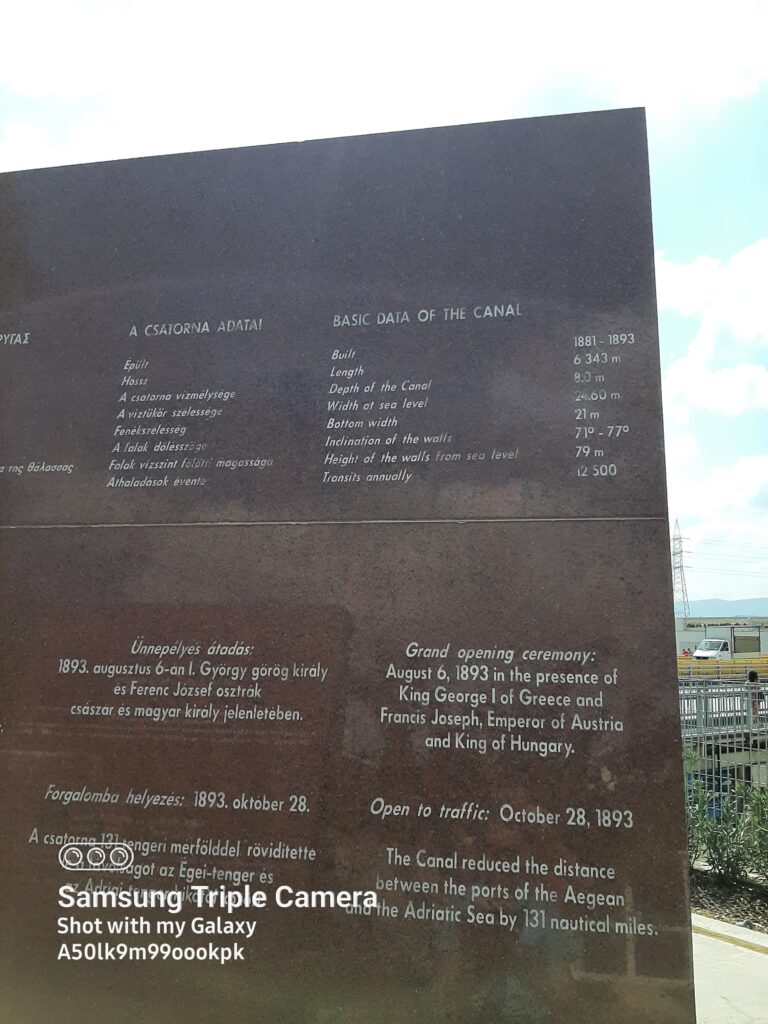 ΡΥΓΑΣ
της θάλασσας
A CSATORNA ADATAI
Épült
Hossz
A csatorna vízmélysége
A víztükör szélessége
Fenékszélesség
A falak dőlésszöge
Falak vízszint fölötti magassága
Áthaladások évente
BASIC DATA OF THE CANAL
Built 1881 - 1893
Length 6 343 m
Depth of the Canal 8.0 m
Width at sea level 24.60 m
Bottom width 21 m
Inclination of the walls 71° - 77°
Height of the walls from sea level 79 m
Transits annually 12 500
Ünnepélyes átadás:
1893. augusztus 6-án I. György görög király
és Ferenc József osztrák
császár és magyar király jelenlétében.
Forgalomba helyezés: 1893. október 28.
A csatorna 131 tengeri mérfölddel rövidítette
az Égei-tenger és
Grand opening ceremony:
August 6, 1893 in the presence of
King George I of Greece and
Francis Joseph, Emperor of Austria
and King of Hungary.
Open to traffic: October 28, 1893
The Canal reduced the distance
between the ports of the Aegean
and the Adriatic Sea by 131 nautical miles.
Samsung Triple Camera
Shot with my Galaxy
A50lk9m99oookpk